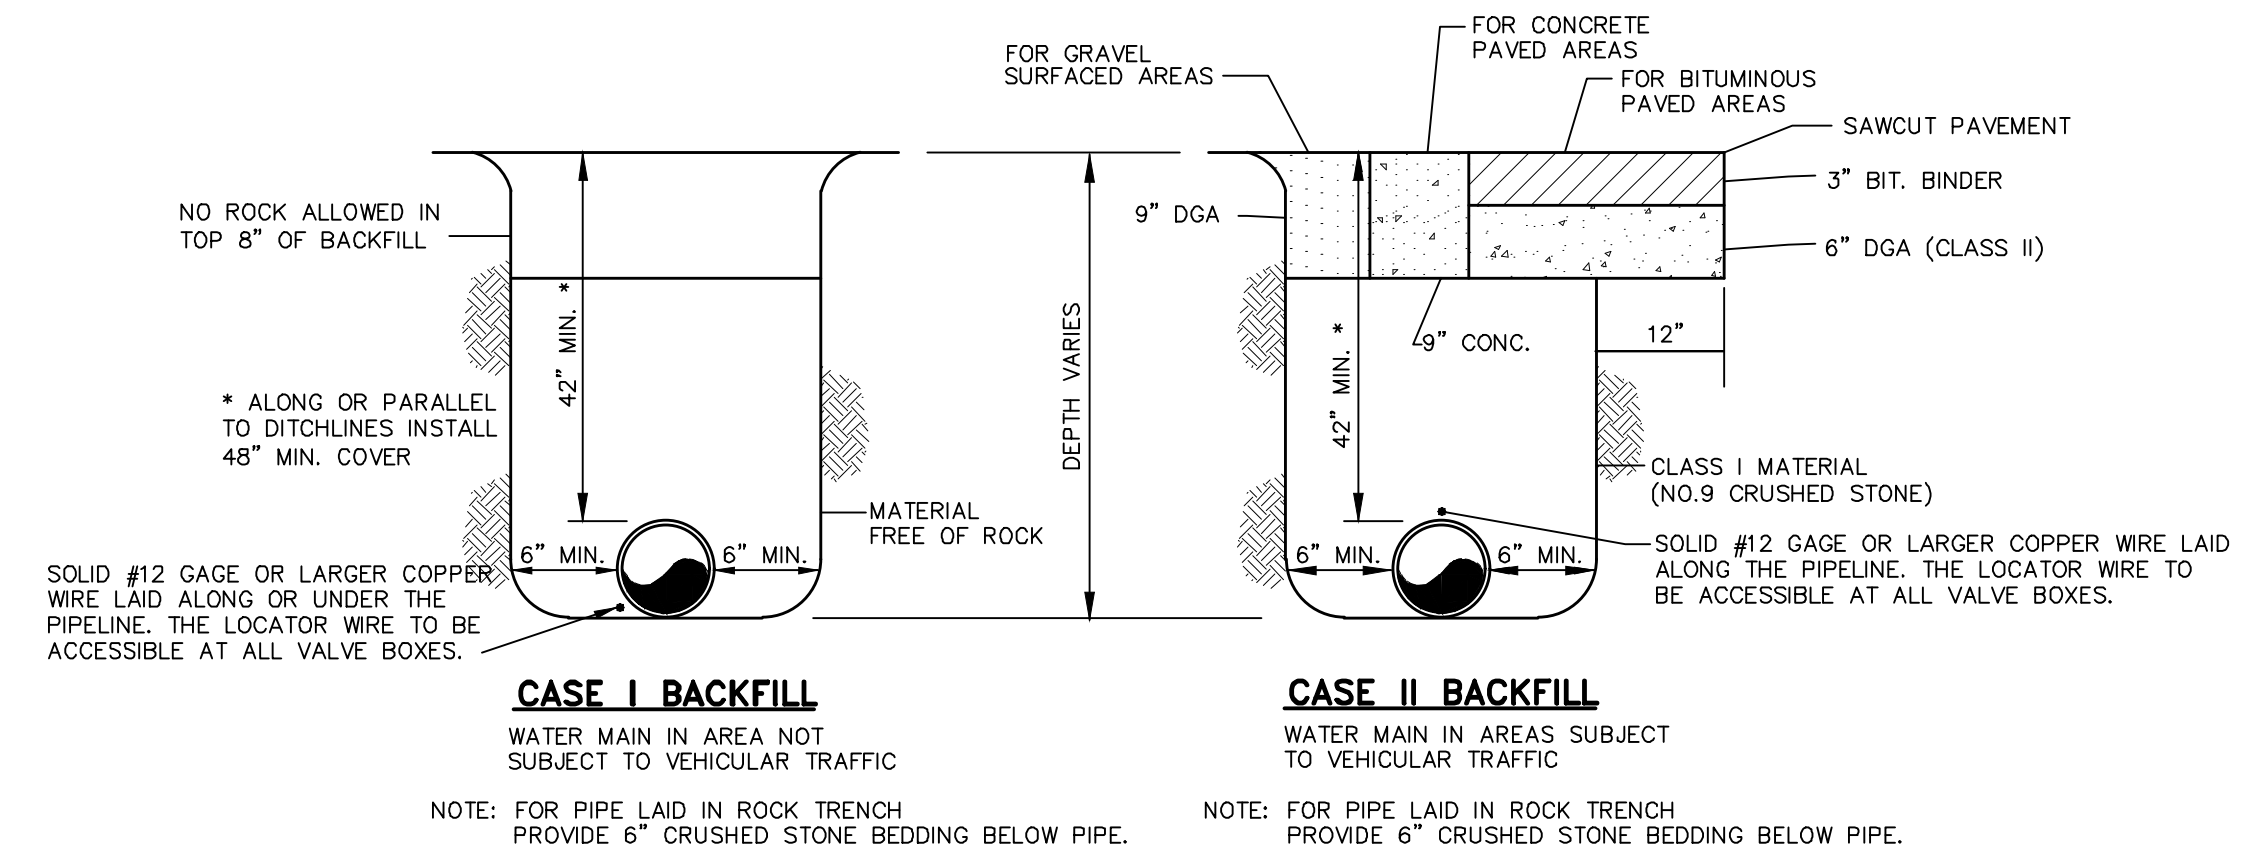 FOR GRAVEL
SURFACED AREAS
FOR CONCRETE
PAVED AREAS
FOR BITUMINOUS
PAVED AREAS
SAWCUT PAVEMENT
3" BIT. BINDER
9" DGA
6" DGA (CLASS II)
NO ROCK ALLOWED IN
TOP 8" OF BACKFILL
42" MIN. *
DEPTH VARIES
42" MIN. *
9" CONC.
12"
* ALONG OR PARALLEL
TO DITCHLINES INSTALL
48" MIN. COVER
CLASS I MATERIAL
(NO.9 CRUSHED STONE)
MATERIAL
FREE OF ROCK
6" MIN.
6" MIN.
6" MIN.
6" MIN.
SOLID #12 GAGE OR LARGER COPPER
WIRE LAID ALONG OR UNDER THE
PIPELINE. THE LOCATOR WIRE TO BE
ACCESSIBLE AT ALL VALVE BOXES.
SOLID #12 GAGE OR LARGER COPPER WIRE LAID
ALONG THE PIPELINE. THE LOCATOR WIRE TO
BE ACCESSIBLE AT ALL VALVE BOXES.
CASE I BACKFILL
WATER MAIN IN AREA NOT
SUBJECT TO VEHICULAR TRAFFIC
NOTE: FOR PIPE LAID IN ROCK TRENCH
PROVIDE 6" CRUSHED STONE BEDDING BELOW PIPE.
CASE II BACKFILL
WATER MAIN IN AREAS SUBJECT
TO VEHICULAR TRAFFIC
NOTE: FOR PIPE LAID IN ROCK TRENCH
PROVIDE 6" CRUSHED STONE BEDDING BELOW PIPE.